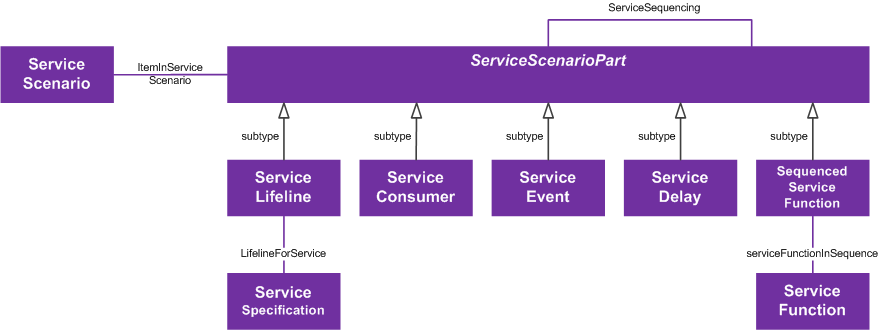 ServiceSequencing
Service
Scenario
ItemInService
Scenario
ServiceScenarioPart
subtype
subtype
subtype
subtype
subtype
Service
Lifeline
Service
Consumer
Service
Event
Service
Delay
Sequenced
Service
Function
LifelineForService
serviceFunctionInSequence
Service
Specification
Service
Function